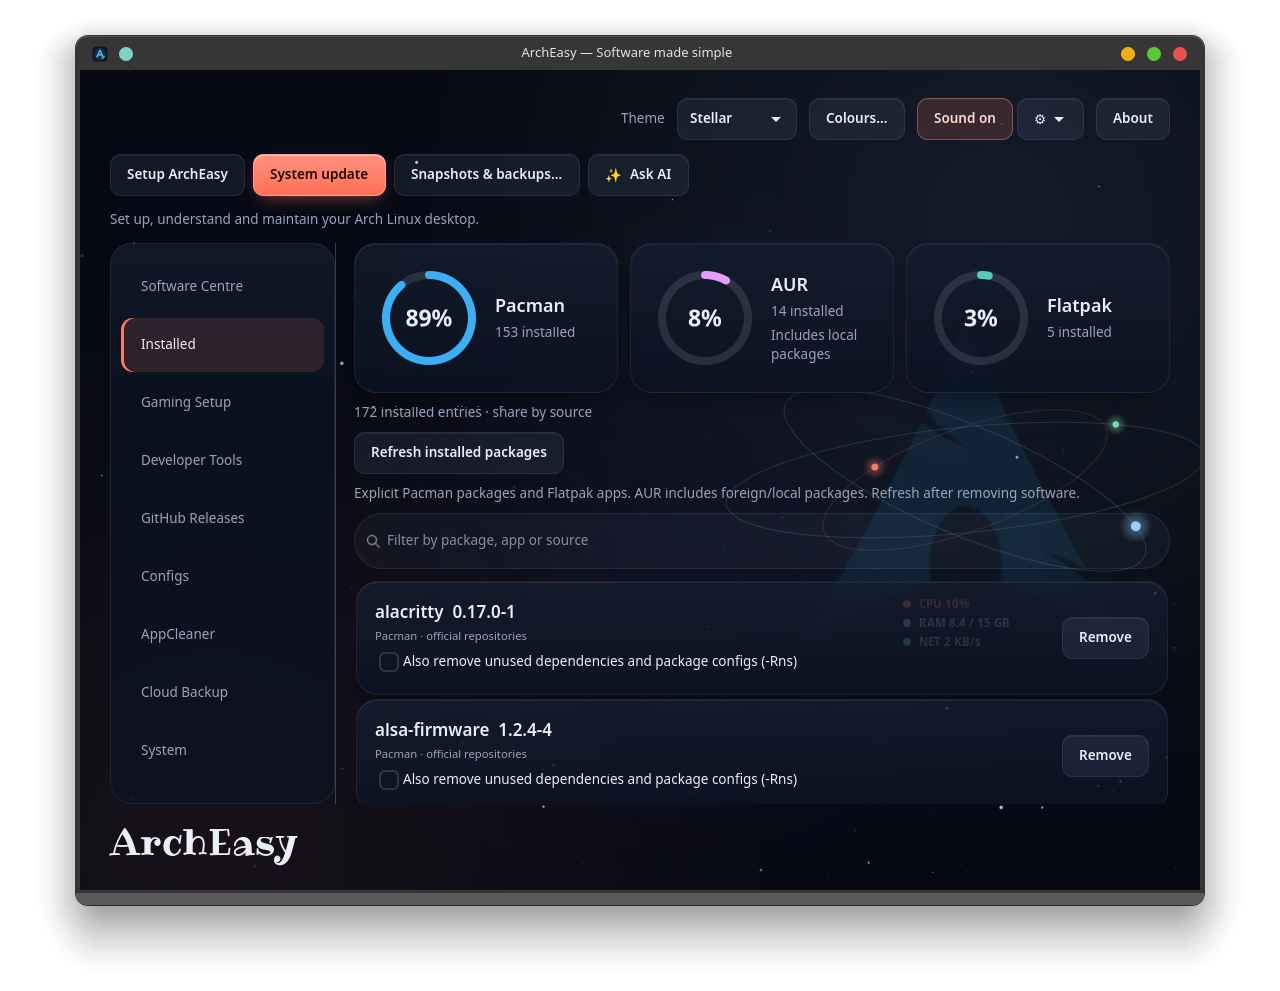 ArchEasy — Software made simple
Theme
Stellar
Colours...
Sound on
About
Setup ArchEasy
System update
Snapshots & backups...
Ask AI
Set up, understand and maintain your Arch Linux desktop.
Software Centre
Installed
Gaming Setup
Developer Tools
GitHub Releases
Configs
AppCleaner
Cloud Backup
System
89%
Pacman
153 installed
8%
AUR
14 installed
Includes local
packages
3%
Flatpak
5 installed
172 installed entries · share by source
Refresh installed packages
Explicit Pacman packages and Flatpak apps. AUR includes foreign/local packages. Refresh after removing software.
Filter by package, app or source
alacritty 0.17.0-1
Pacman · official repositories
Also remove unused dependencies and package configs (-Rns)
CPU 10%
RAM 8.4 / 15 GB
NET 2 KB/s
Remove
alsa-firmware 1.2.4-4
Pacman · official repositories
Also remove unused dependencies and package configs (-Rns)
Remove
ArchEasy